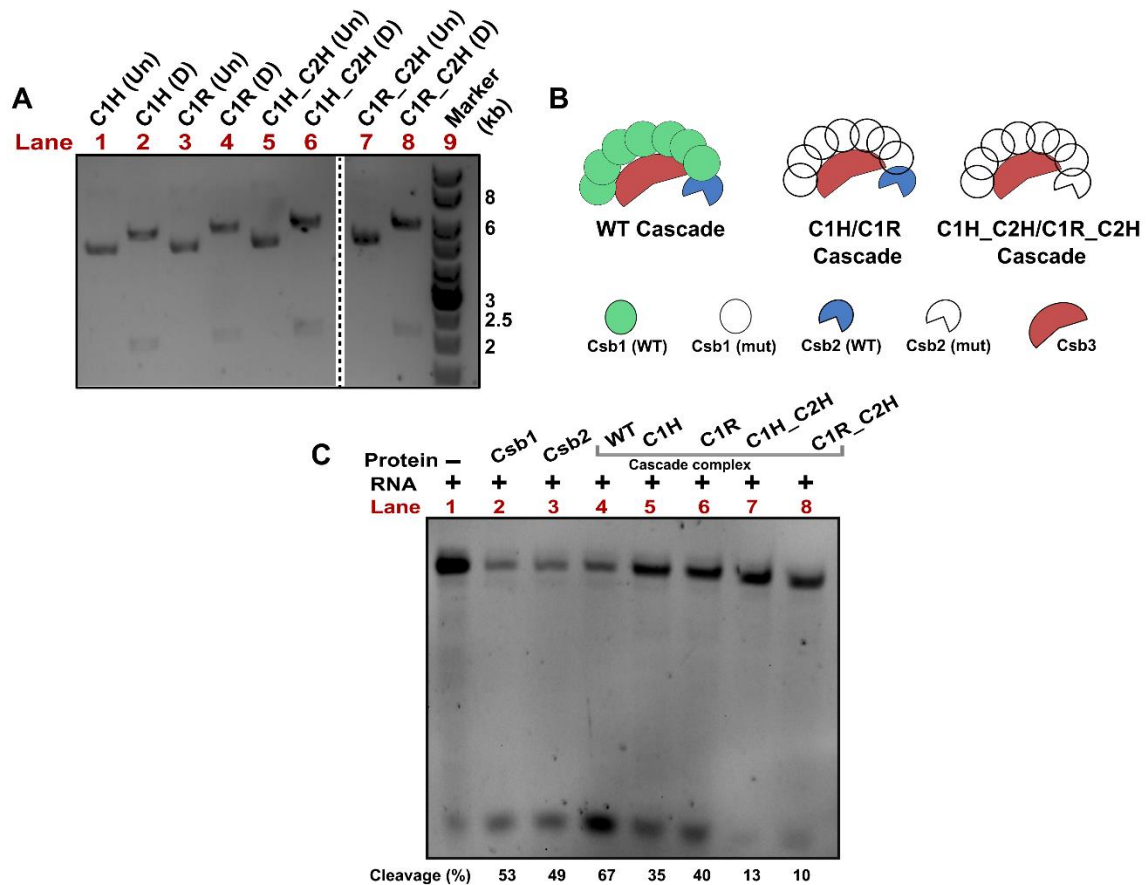 A
C1H (Un)
C1H (D)
C1R (Un)
C1R (D)
C1H_C2H (Un)
C1H_C2H (D)
C1R_C2H (Un)
C1R_C2H (D)
Marker
(kb)
Lane 1 2 3 4 5 6 7 8 9
8
6
3
2.5
2
B
WT Cascade
C1H/C1R
Cascade
C1H_C2H/C1R_C2H
Cascade
Csb1 (WT)
Csb1 (mut)
Csb2 (WT)
Csb2 (mut)
Csb3
C
Csb1
Csb2
WT
C1H
C1R
C1H_C2H
C1R_C2H
Cascade complex
Protein –
RNA + + + + + + + +
Lane 1 2 3 4 5 6 7 8
Cleavage (%) 53 49 67 35 40 13 10